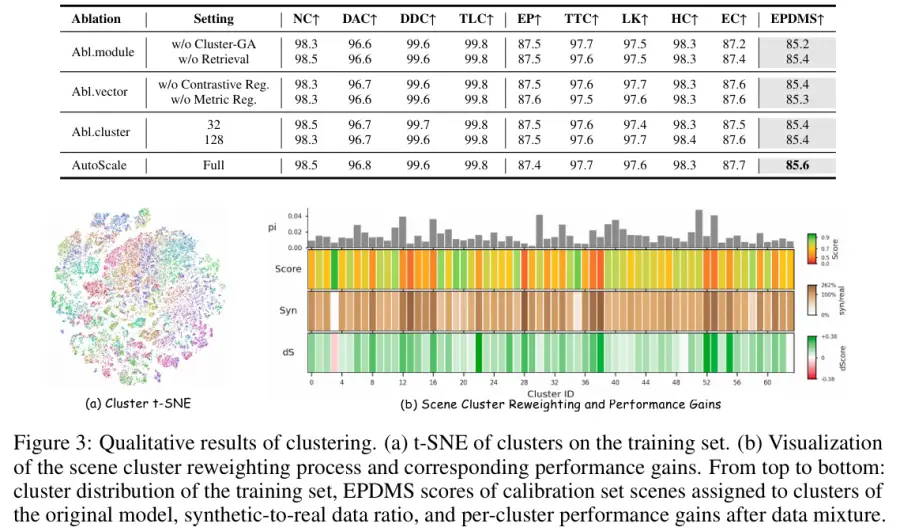 Ablation Setting NC↑ DAC↑ DDC↑ TLC↑ EP↑ TTC↑ LK↑ HC↑ EC↑ EPDMS↑
Abl.module w/o Cluster-GA 98.3 96.6 99.6 99.8 87.5 97.7 97.5 98.3 87.2 85.2
w/o Retrieval 98.5 96.6 99.6 99.8 87.5 97.6 97.5 98.3 87.4 85.4
Abl.vector w/o Contrastive Reg. 98.3 96.7 99.6 99.8 87.5 97.6 97.7 98.3 87.6 85.4
w/o Metric Reg. 98.3 96.6 99.6 99.8 87.6 97.5 97.6 98.3 87.6 85.3
Abl.cluster 32 98.5 96.7 99.7 99.8 87.5 97.6 97.4 98.3 87.5 85.4
128 98.3 96.7 99.6 99.8 87.5 97.6 97.7 98.4 87.6 85.4
AutoScale Full 98.5 96.8 99.6 99.8 87.4 97.7 97.6 98.3 87.7 85.6
pi 0.04
0.02
0.00
Score 0.9 0.7 0.5 0.0 Score
Syn 262% 100% 0% syn/real
dS +0.38 0 -0.38 dScore
0 4 8 12 16 20 24 28 32 36 40 44 48 52 56 60
Cluster ID
(a) Cluster t-SNE
(b) Scene Cluster Reweighting and Performance Gains
Figure 3: Qualitative results of clustering. (a) t-SNE of clusters on the training set. (b) Visualization
of the scene cluster reweighting process and corresponding performance gains. From top to bottom:
cluster distribution of the training set, EPDMS scores of calibration set scenes assigned to clusters of
the original model, synthetic-to-real data ratio, and per-cluster performance gains after data mixture.